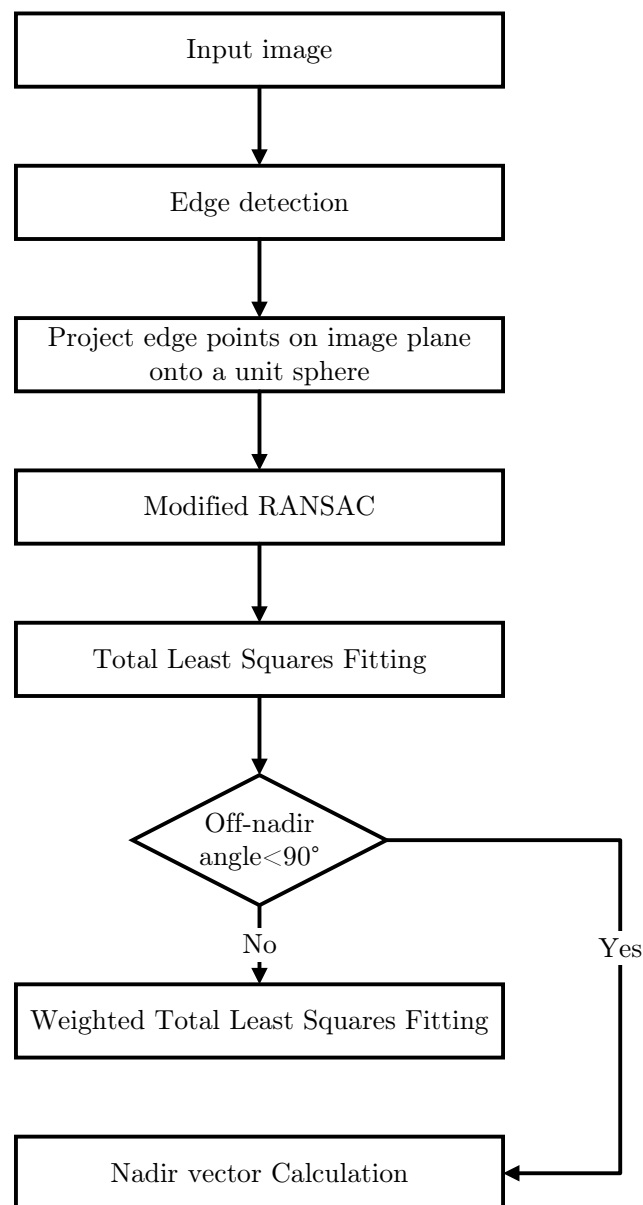 Input image
Edge detection
Project edge points on image plane
onto a unit sphere
Modified RANSAC
Total Least Squares Fitting
Off-nadir
angle<90°
No
Yes
Weighted Total Least Squares Fitting
Nadir vector Calculation